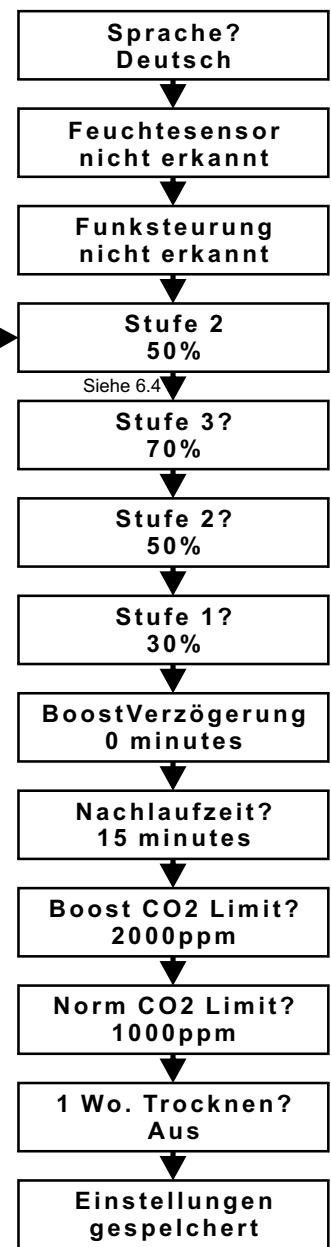 Sprache?
Deutsch
Feuchtesensor
nicht erkannt
Funksteurung
nicht erkannt
Stufe 2
50%
Siehe 6.4
Stufe 3?
70%
Stufe 2?
50%
Stufe 1?
30%
BoostVerzögerung
0 minutes
Nachlaufzeit?
15 minutes
Boost CO2 Limit?
2000ppm
Norm CO2 Limit?
1000ppm
1 Wo. Trocknen?
Aus
Einstellungen
gespelchert